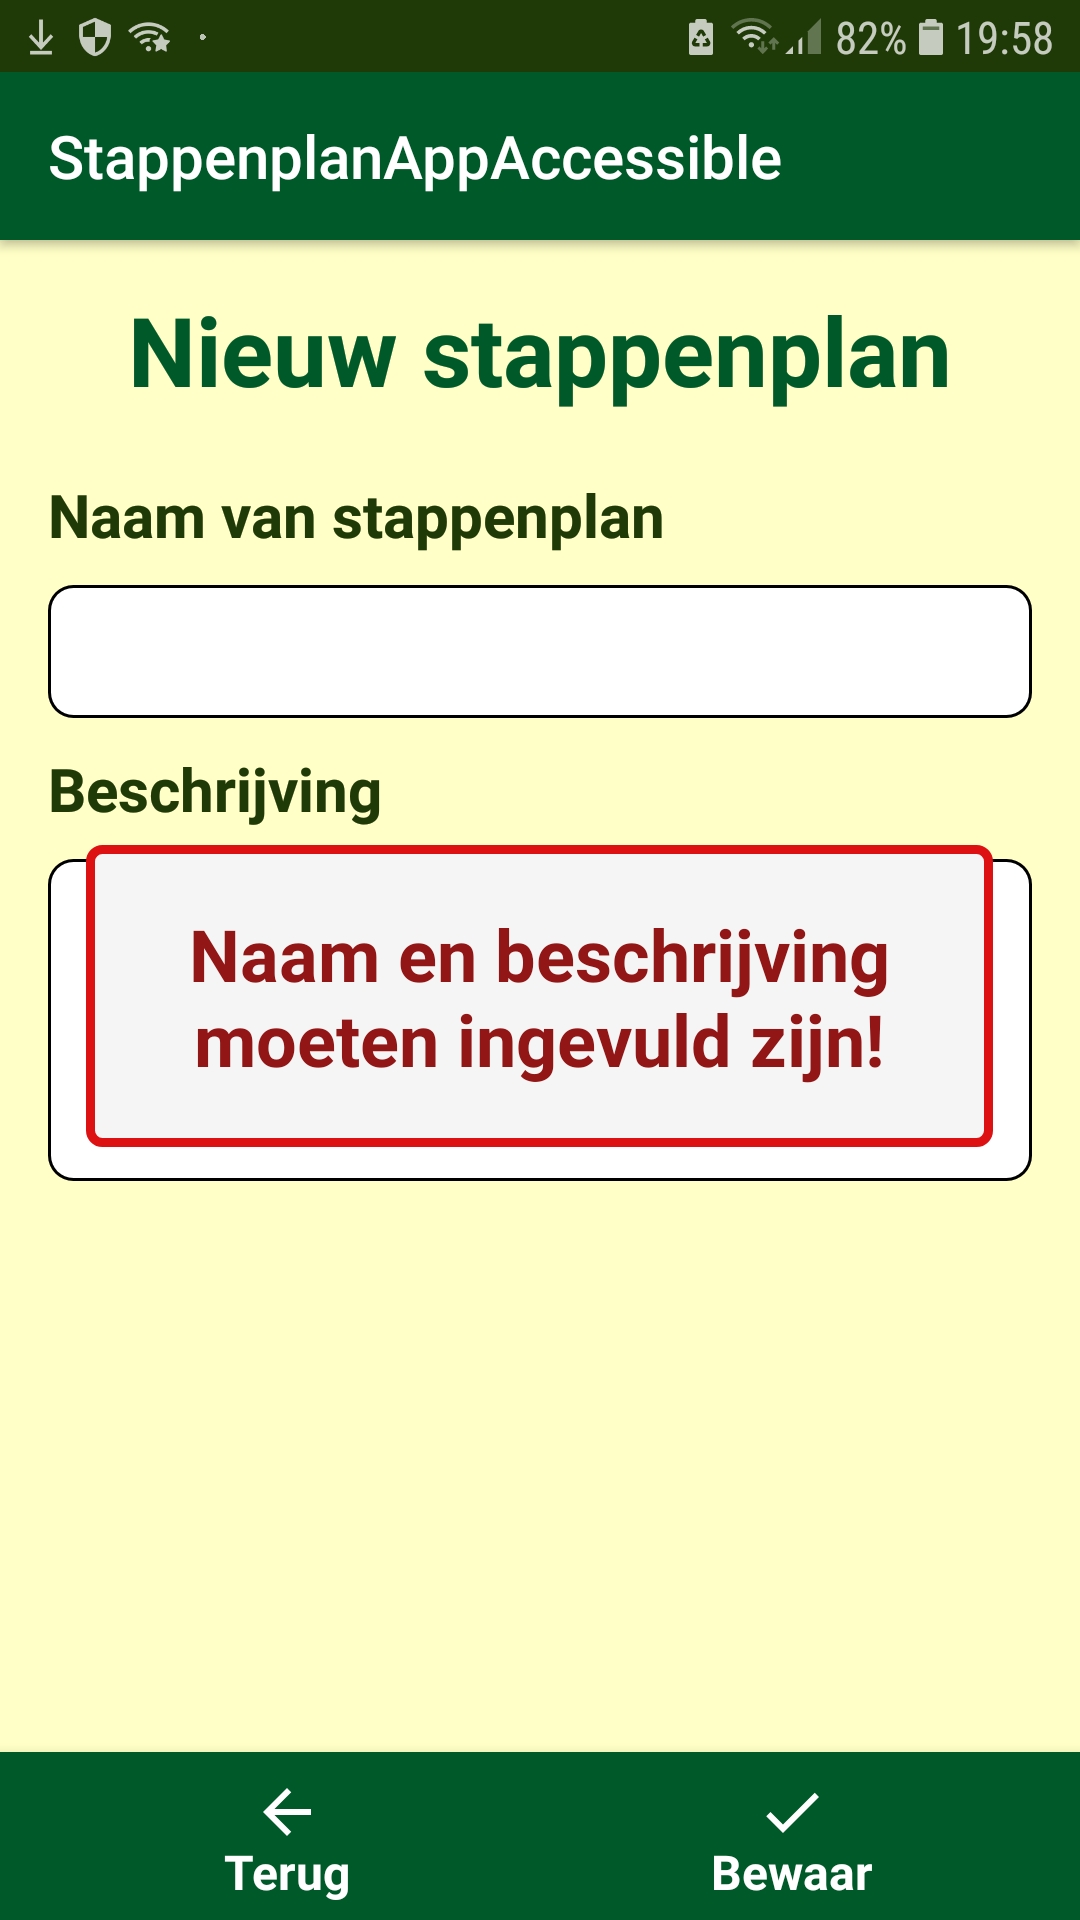 82% 19:58
StappenplanAppAccessible
Nieuw stappenplan
Naam van stappenplan
Beschrijving
Naam en beschrijving
moeten ingevuld zijn!
Terug
Bewaar